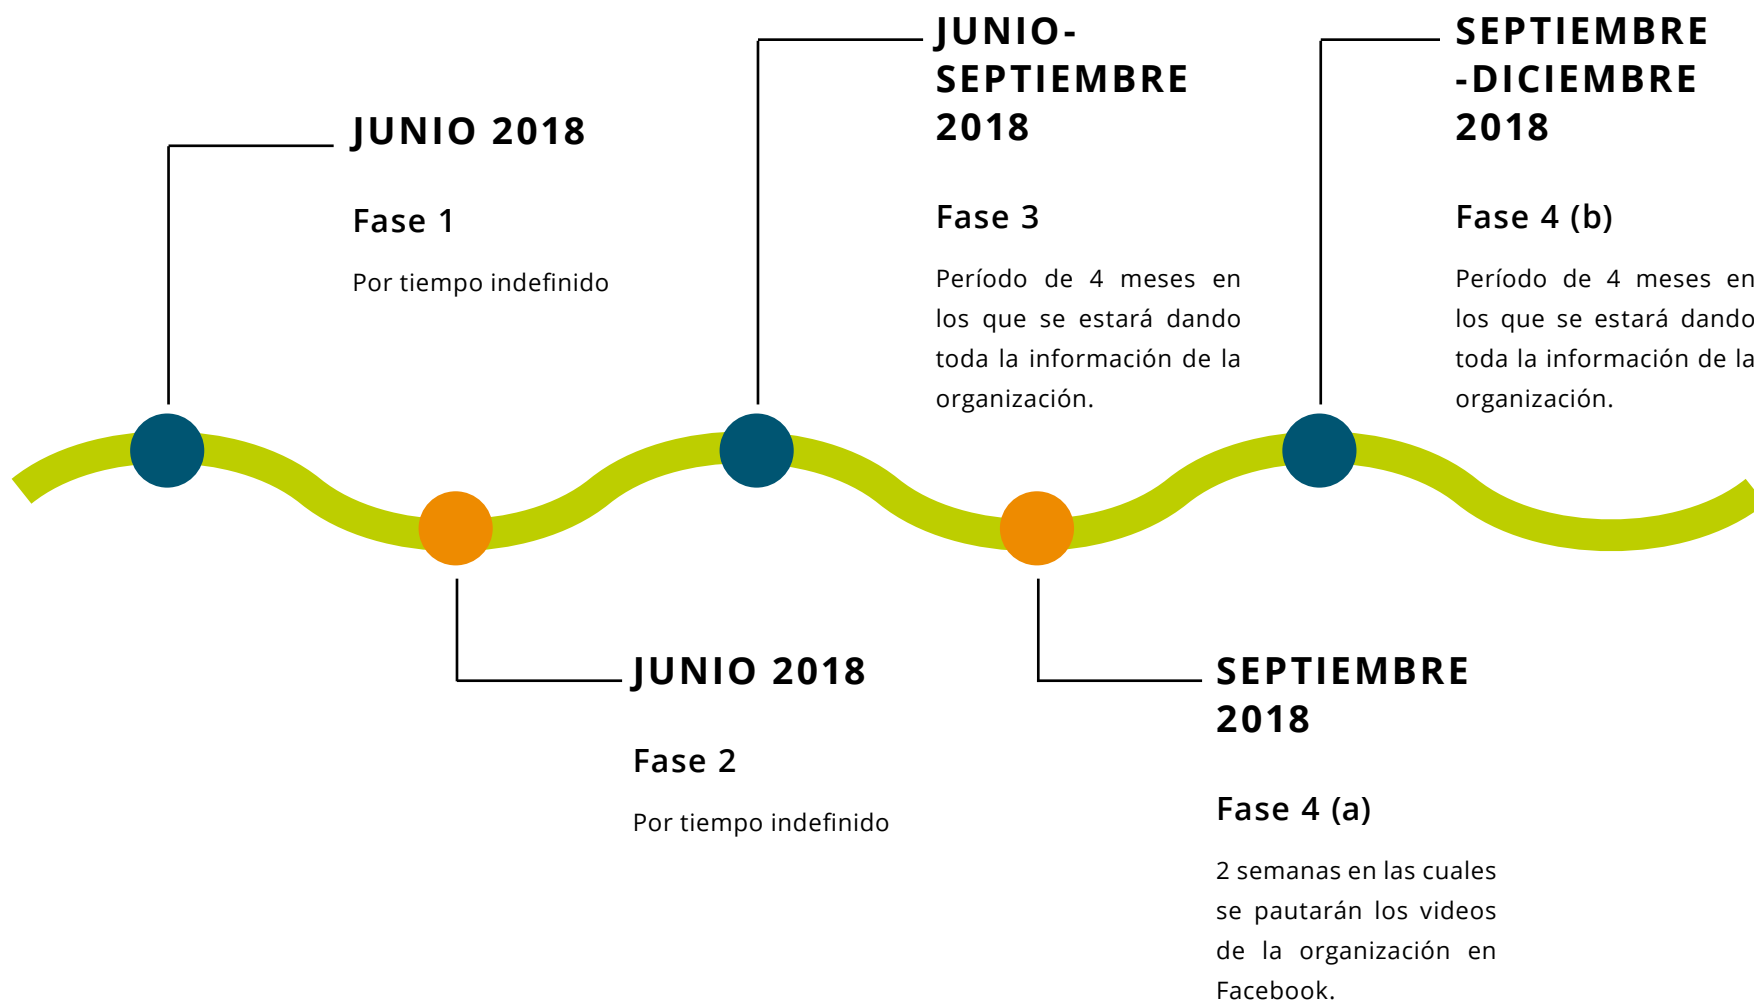 JUNIO 2018
Fase 1
Por tiempo indefinido
JUNIO 2018
Fase 2
Por tiempo indefinido
JUNIO-
SEPTIEMBRE
2018
Fase 3
Período de 4 meses en
los que se estará dando
toda la información de la
organización.
SEPTIEMBRE
2018
Fase 4 (a)
2 semanas en las cuales
se pautarán los videos
de la organización en
Facebook.
SEPTIEMBRE
-DICIEMBRE
2018
Fase 4 (b)
Período de 4 meses en
los que se estará dando
toda la información de la
organización.